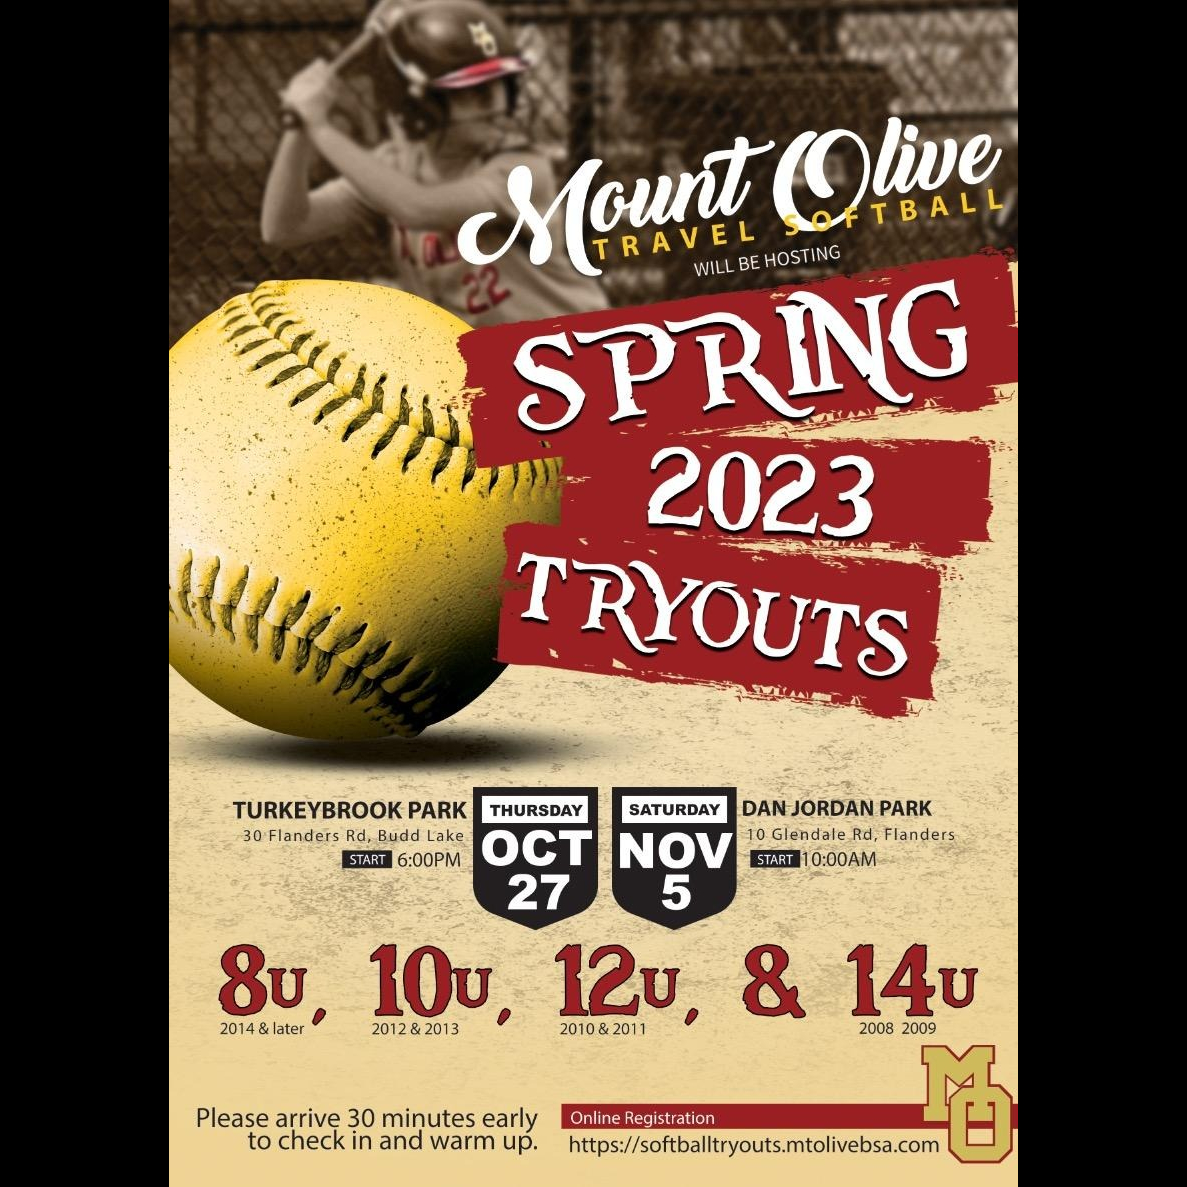 Mount Olive
TRAVEL SOFTBALL
WILL BE HOSTING
22
SPRING
2023
TRYOUTS
TURKEYBROOK PARK
30 Flanders Rd, Budd Lake
START 6:00PM
THURSDAY
OCT
27
SATURDAY
NOV
5
DAN JORDAN PARK
10 Glendale Rd, Flanders
START 10:00AM
8U, 10U, 12U, & 14U
2014 & later 2012 & 2013 2010 & 2011 2008 2009
Please arrive 30 minutes early
to check in and warm up.
Online Registration
https://softballtryouts.mtolivebsa.com
MO